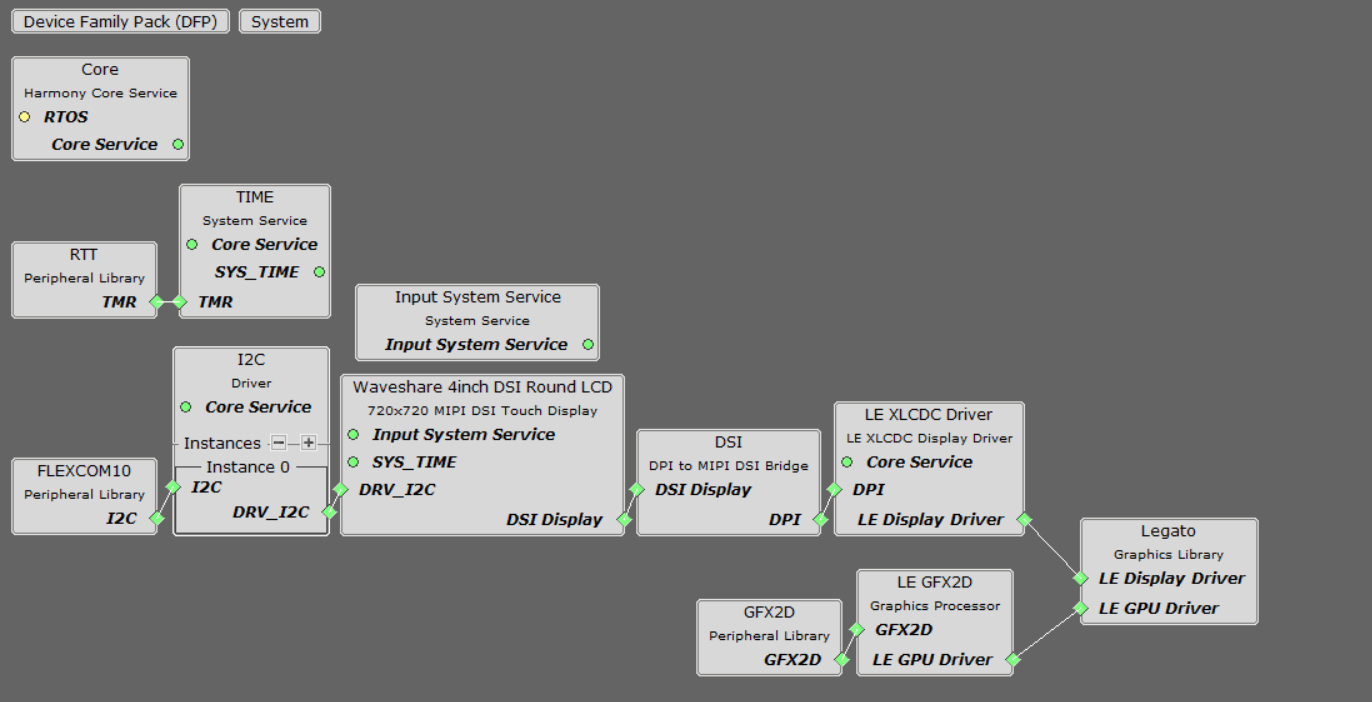 Device Family Pack (DFP)
System
Core
Harmony Core Service
RTOS
Core Service
TIME
System Service
Core Service
SYS_TIME
TMR
RTT
Peripheral Library
TMR
Input System Service
System Service
Input System Service
I2C
Driver
Core Service
Instances
Instance 0
I2C
DRV_I2C
FLEXCOM10
Peripheral Library
I2C
Waveshare 4inch DSI Round LCD
720x720 MIPI DSI Touch Display
Input System Service
SYS_TIME
DRV_I2C
DSI Display
DSI
DPI to MIPI DSI Bridge
DSI Display
DPI
LE XLCDC Driver
LE XLCDC Display Driver
Core Service
DPI
LE Display Driver
Legato
Graphics Library
LE Display Driver
LE GPU Driver
LE GFX2D
Graphics Processor
GFX2D
LE GPU Driver
GFX2D
Peripheral Library
GFX2D